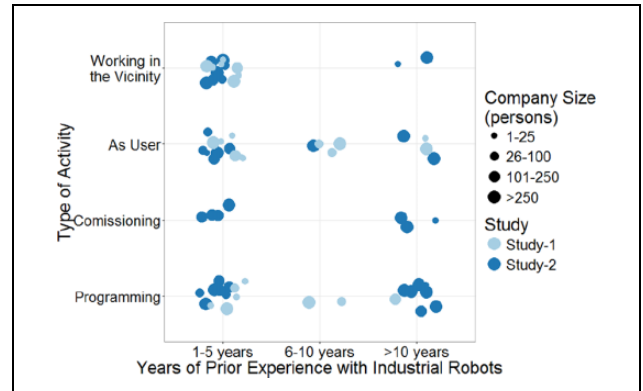 Working in
the Vicinity
As User
Comissioning
Programming
Type of Activity
1-5 years
6-10 years
>10 years
Years of Prior Experience with Industrial Robots
Company Size
(persons)
1-25
26-100
101-250
>250
Study
Study-1
Study-2